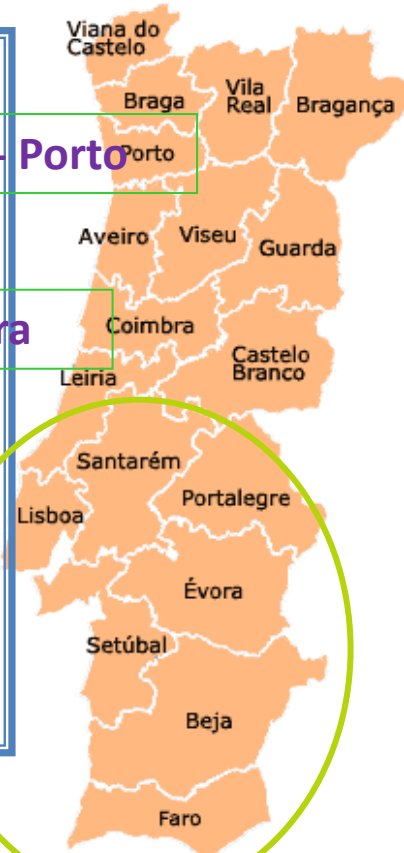 Viana do
Castelo
Braga
Vila
Real
Bragança
- Porto
Porto
Aveiro
Viseu
Guarda
Coimbra
ra
Castelo
Branco
Leiria
Santarém
Portalegre
Lisboa
Évora
Setúbal
Beja
Faro